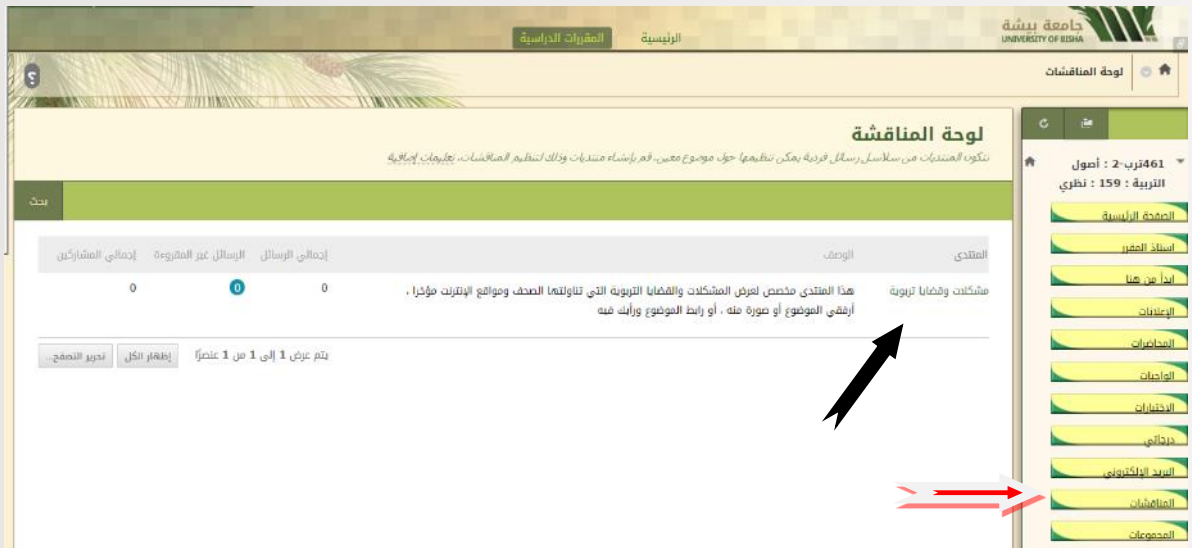 جامعة بيشة
UNIVERSITY OF BISHA
الرئيسية
المقررات الدراسية
لوحة المناقشات
؟
لوحة المناقشة
تتكون المنتديات من سلاسل رسائل فردية يمكن تنظيمها حول موضوع معين. قم بإنشاء منتديات وذلك لتنظيم المناقشات. تعليمات إضافية
بحث
المنتدى
الوصف
إجمالي الرسائل
الرسائل غير المقروءة
إجمالي المشاركين
مشكلات وقضايا تربوية
هذا المنتدى مخصص لعرض المشكلات والقضايا التربوية التي تناولتها الصحف ومواقع الإنترنت مؤخرا ،
أرفقي الموضوع أو صورة منه ، أو رابط الموضوع ورأيك فيه
0
0
0
يتم عرض 1 إلى 1 من 1 عنصرًا
إظهار الكل
تحرير التصفح...
461ترب-2 : أصول
التربية : 159 : نظري
الصفحة الرئيسية
استاذ المقرر
ابدأ من هنا
الإعلانات
المحاضرات
الواجبات
الاختبارات
درجاتي
البريد الإلكتروني
المناقشات
المجموعات